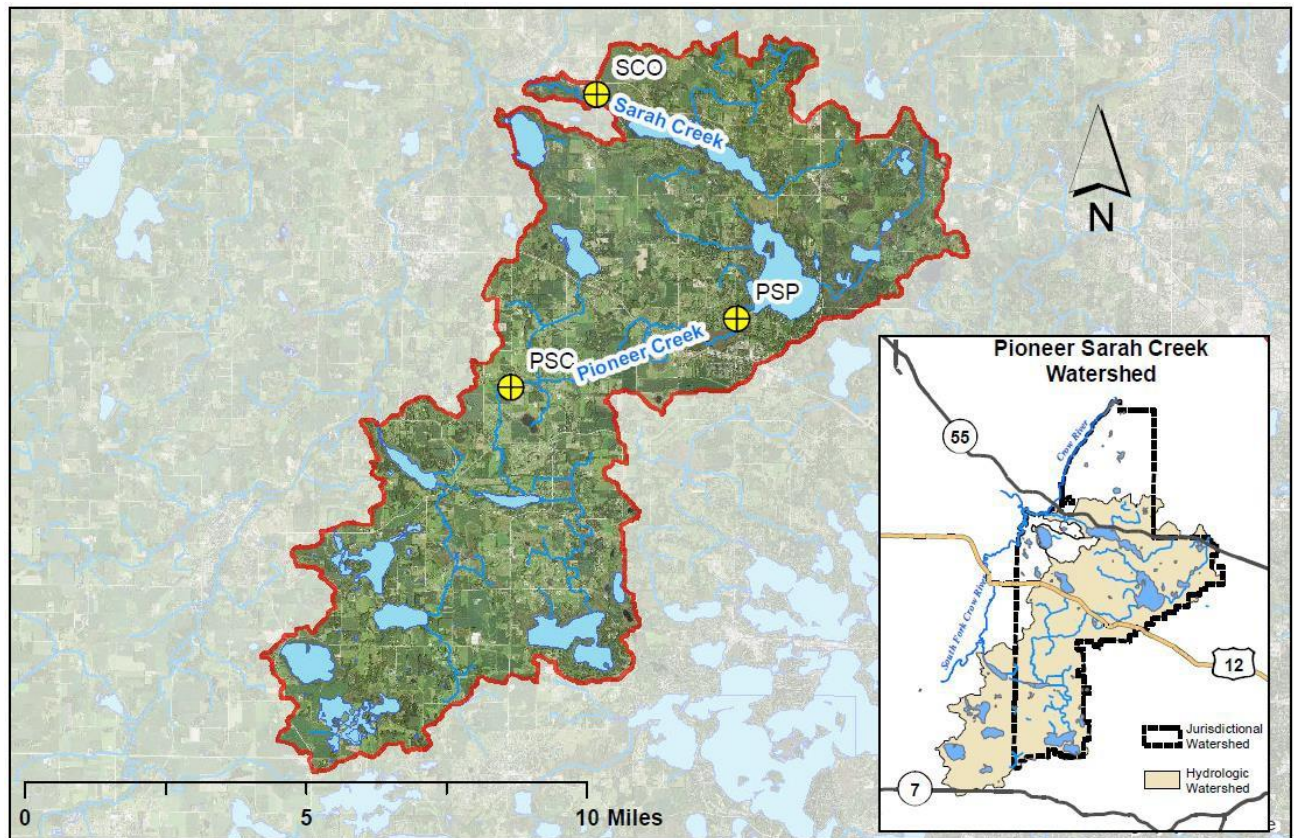 SCO
Sarah Creek
N
PSP
Pioneer Creek
PSC
Pioneer Sarah Creek
Watershed
55
Crow River
South Fork Crow River
12
Jurisdictional
Watershed
Hydrologic
Watershed
7
0
5
10 Miles